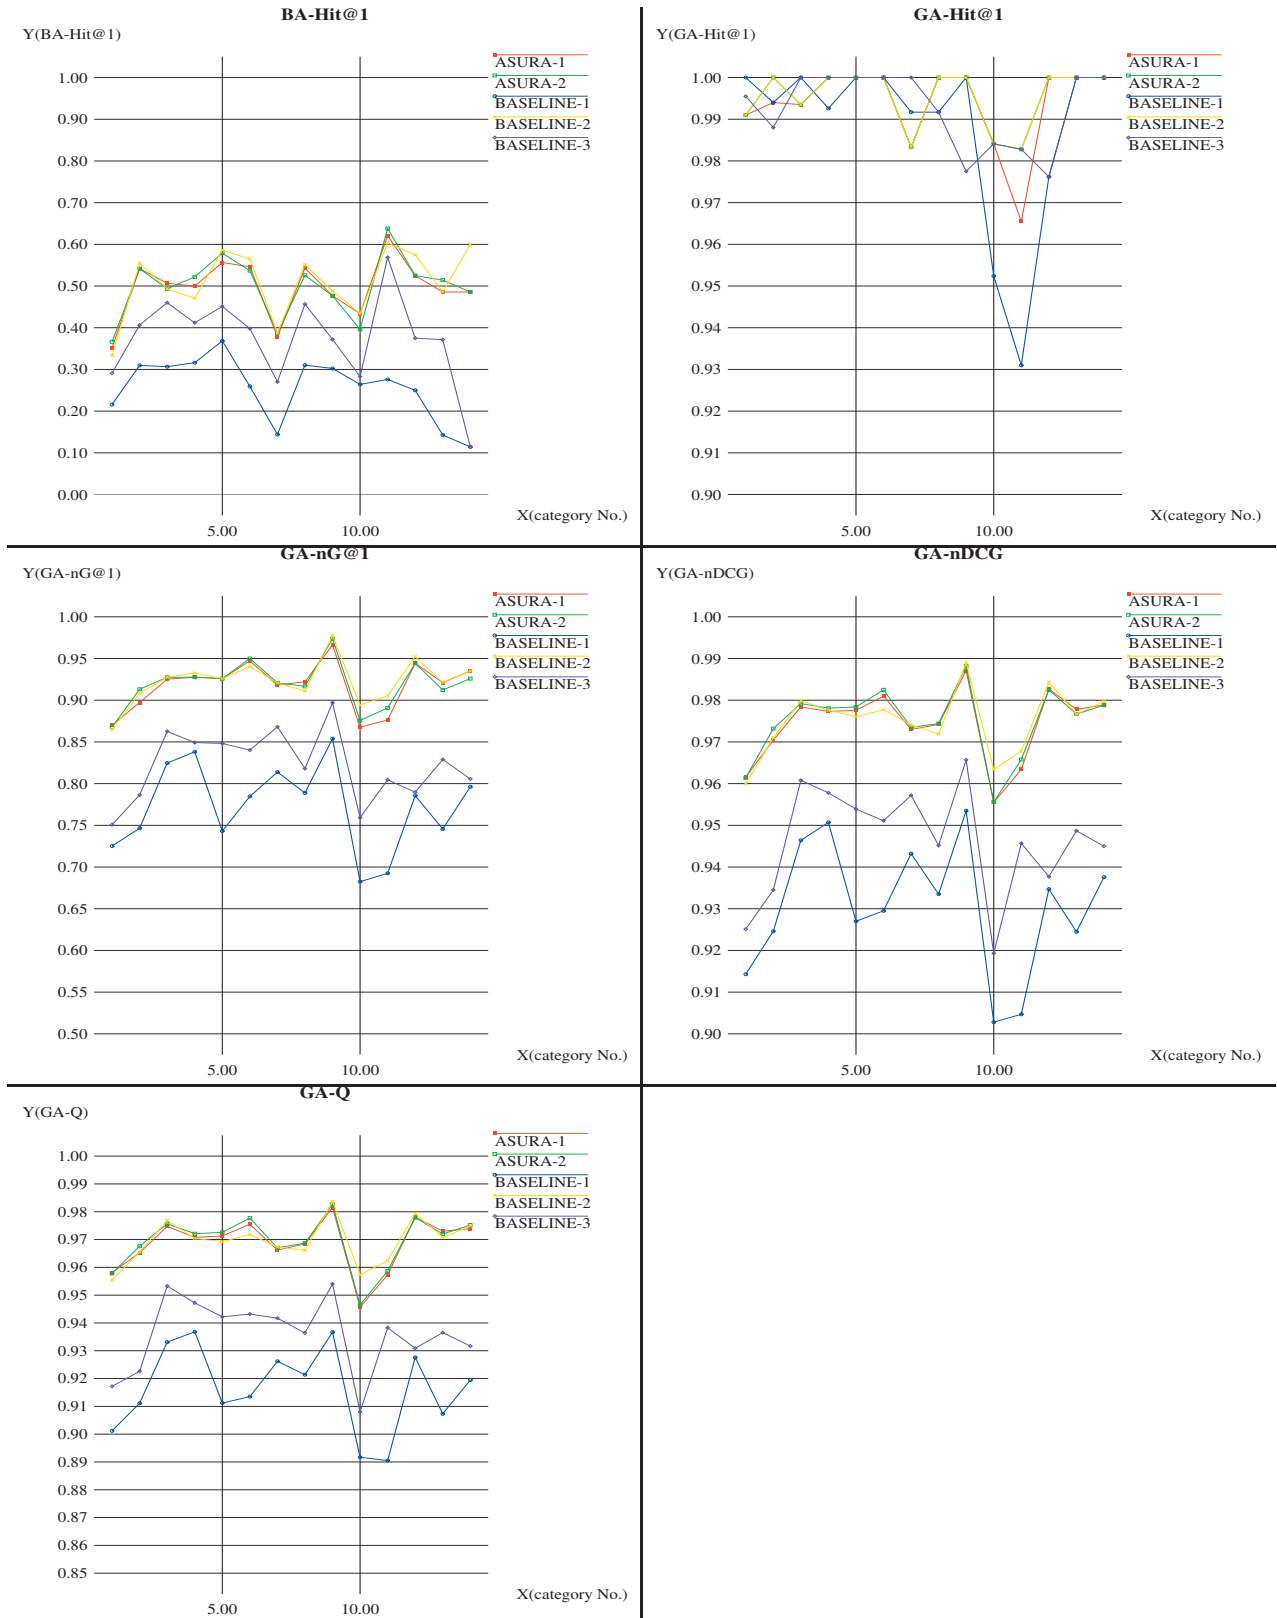 BA-Hit@1
Y(BA-Hit@1)
ASURA-1
ASURA-2
BASELINE-1
BASELINE-2
BASELINE-3
1.00
0.90
0.80
0.70
0.60
0.50
0.40
0.30
0.20
0.10
0.00
X(category No.)
5.00 10.00
GA-Hit@1
Y(GA-Hit@1)
ASURA-1
ASURA-2
BASELINE-1
BASELINE-2
BASELINE-3
1.00
0.99
0.98
0.97
0.96
0.95
0.94
0.93
0.92
0.91
0.90
X(category No.)
5.00 10.00
GA-nG@1
Y(GA-nG@1)
ASURA-1
ASURA-2
BASELINE-1
BASELINE-2
BASELINE-3
1.00
0.95
0.90
0.85
0.80
0.75
0.70
0.65
0.60
0.55
0.50
X(category No.)
5.00 10.00
GA-nDCG
Y(GA-nDCG)
ASURA-1
ASURA-2
BASELINE-1
BASELINE-2
BASELINE-3
1.00
0.99
0.98
0.97
0.96
0.95
0.94
0.93
0.92
0.91
0.90
X(category No.)
5.00 10.00
GA-Q
Y(GA-Q)
ASURA-1
ASURA-2
BASELINE-1
BASELINE-2
BASELINE-3
1.00
0.99
0.98
0.97
0.96
0.95
0.94
0.93
0.92
0.91
0.90
0.89
0.88
0.87
0.86
0.85
X(category No.)
5.00 10.00